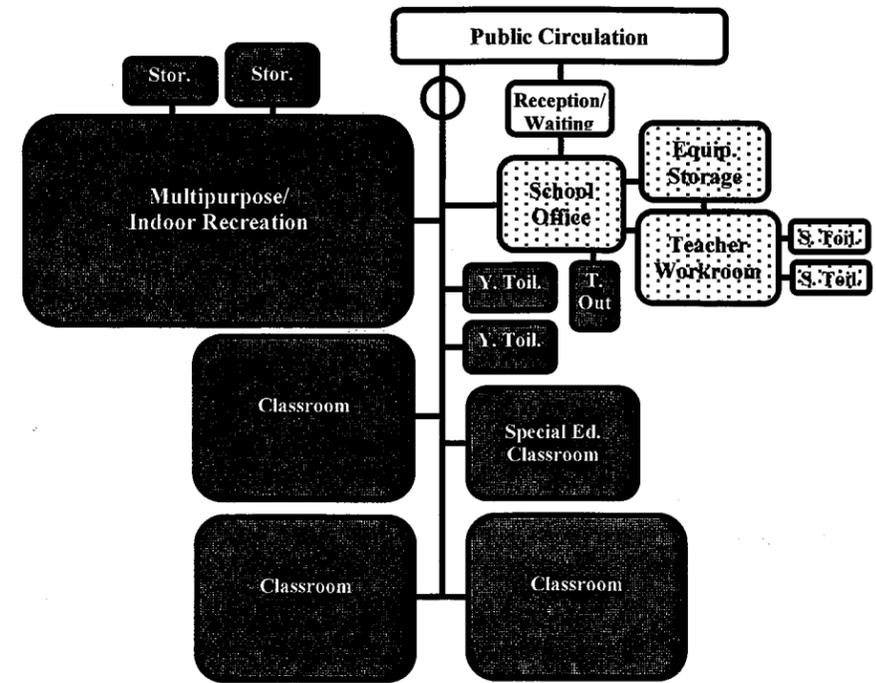 Public Circulation
Stor.
Stor.
Reception/
Waiting
Equip.
Storage
Multipurpose/
Indoor Recreation
School
Office
Teacher
Workroom
S. Toil.
S. Toil.
Y. Toil.
T.
Out
Y. Toil.
Classroom
Special Ed.
Classroom
Classroom
Classroom